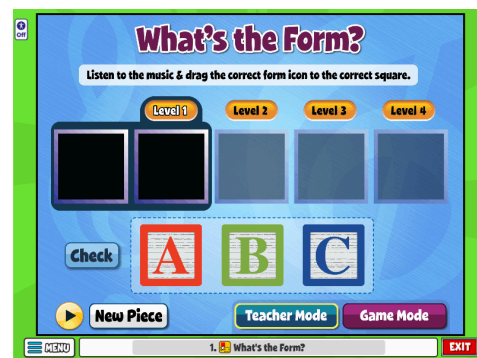 Off
What's the Form?
Listen to the music & drag the correct form icon to the correct square.
Level 1 Level 2 Level 3 Level 4
Check A B C
New Piece Teacher Mode Game Mode
MENU 1. What's the Form? EXIT